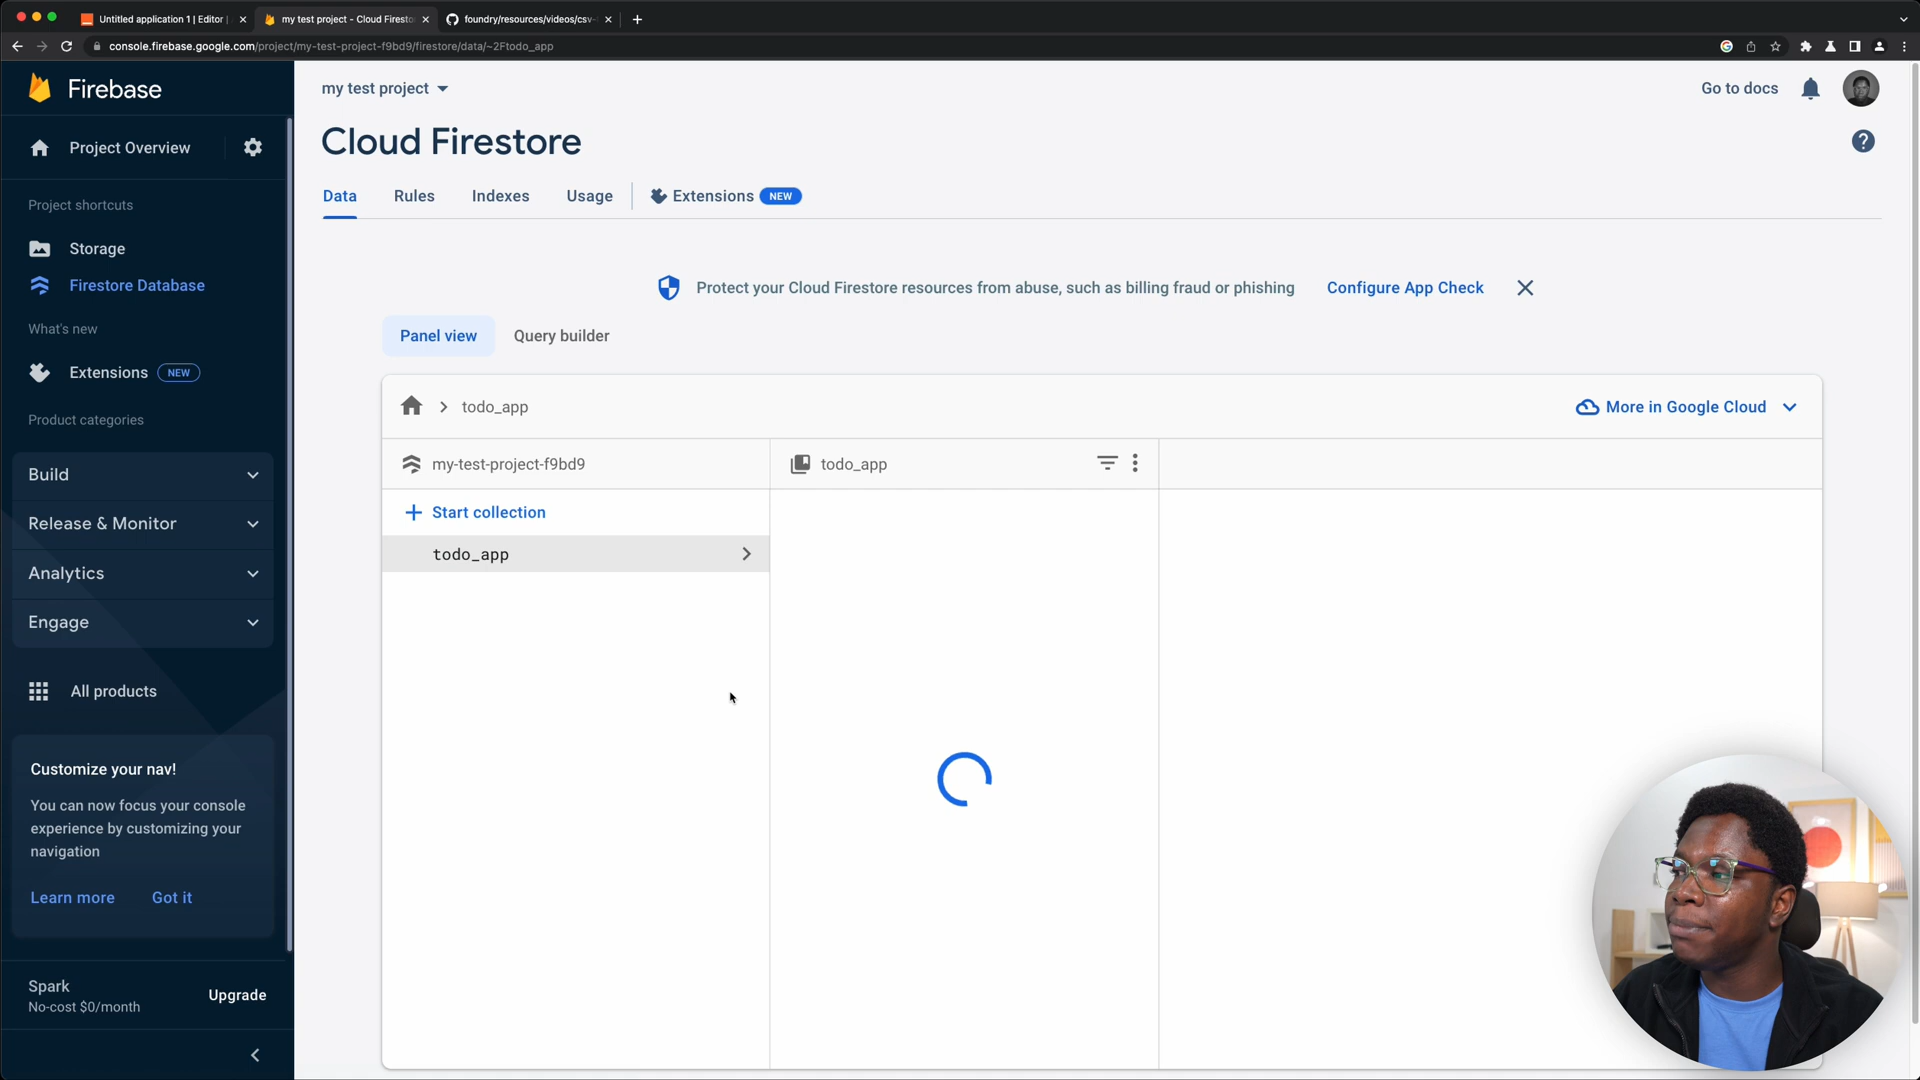 Untitled application 1 | Editor |
my test project - Cloud Firesto
foundry/resources/videos/csv-
console.firebase.google.com/project/my-test-project-f9bd9/firestore/data/~2Ftodo_app
Firebase
Project Overview
Project shortcuts
Storage
Firestore Database
What's new
Extensions NEW
Product categories
Build
Release & Monitor
Analytics
Engage
All products
Customize your nav!
You can now focus your console
experience by customizing your
navigation
Learn more Got it
Spark
No-cost $0/month
Upgrade
my test project
Go to docs
Cloud Firestore
Data Rules Indexes Usage Extensions NEW
Protect your Cloud Firestore resources from abuse, such as billing fraud or phishing Configure App Check
Panel view Query builder
todo_app
More in Google Cloud
my-test-project-f9bd9
todo_app
Start collection
todo_app